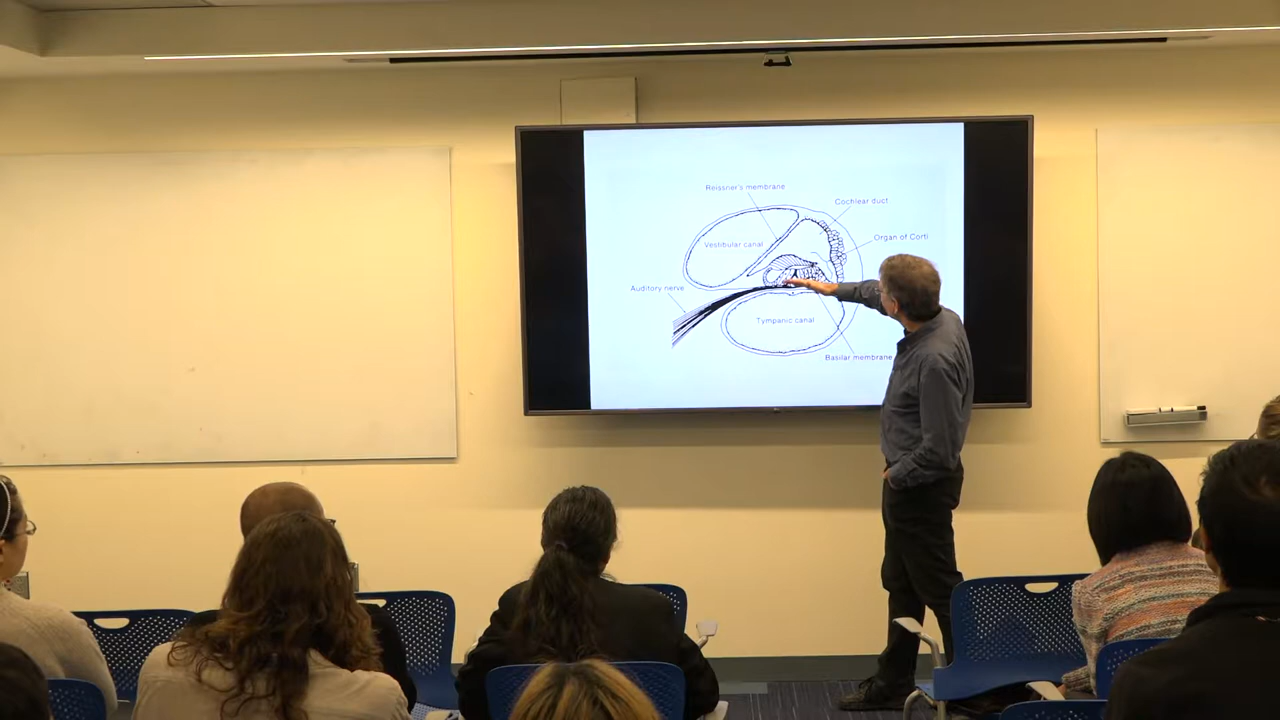 Reissner's membrane
Cochlear duct
Organ of Corti
Vestibular canal
Auditory nerve
Tympanic canal
Basilar membrane